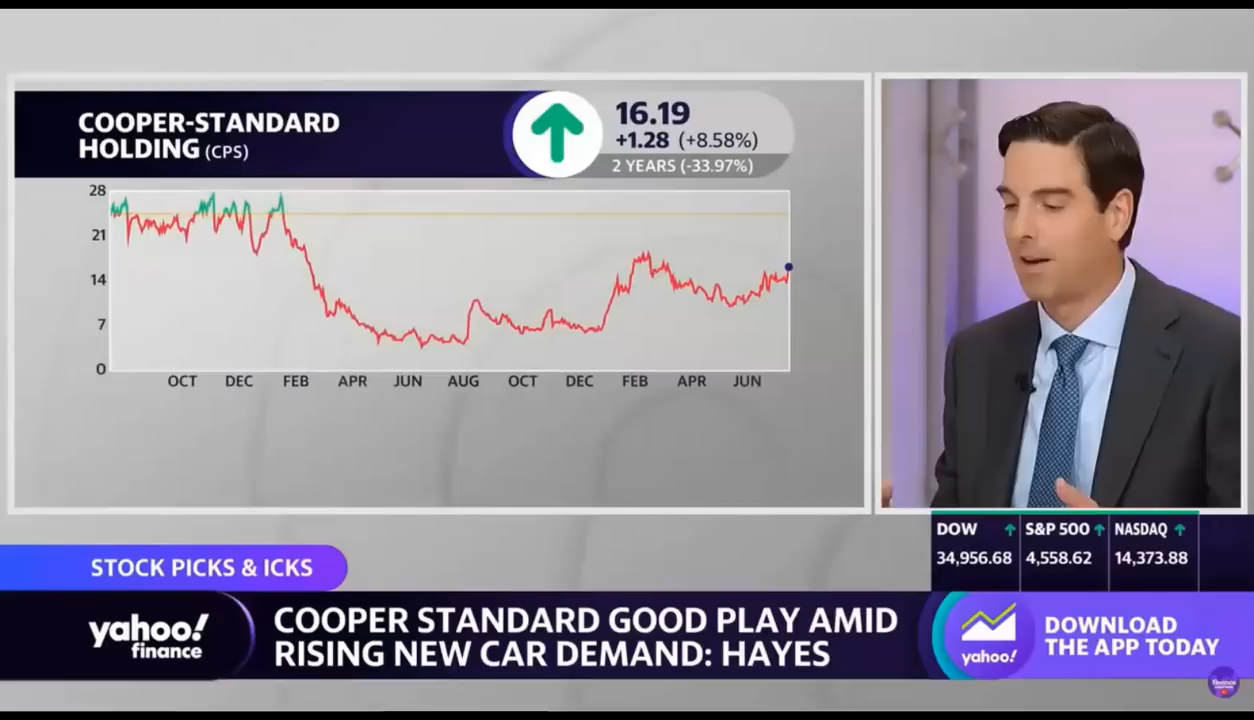 COOPER-STANDARD
HOLDING (CPS)
16.19
+1.28 (+8.58%)
2 YEARS (-33.97%)
28
21
14
7
0
OCT DEC FEB APR JUN AUG OCT DEC FEB APR JUN
DOW S&P 500 NASDAQ
34,956.68 4,558.62 14,373.88
STOCK PICKS & ICKS
yahoo!
finance
COOPER STANDARD GOOD PLAY AMID
RISING NEW CAR DEMAND: HAYES
yahoo!
DOWNLOAD
THE APP TODAY
finance